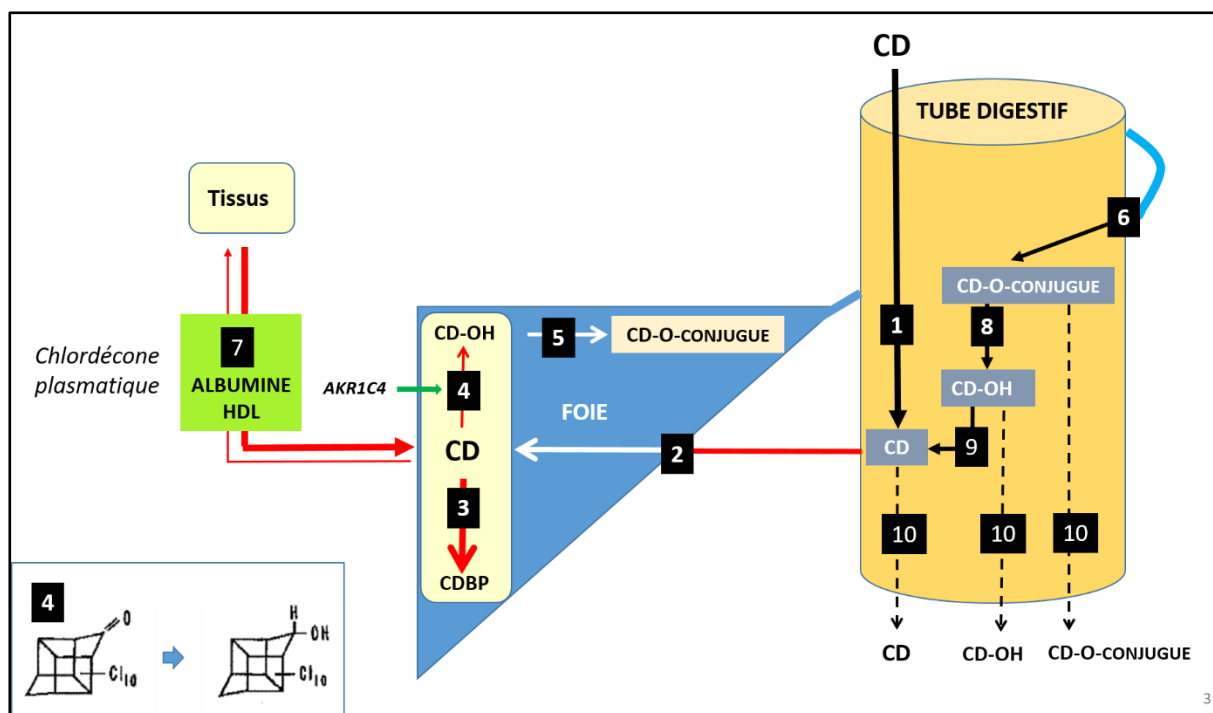 CD
TUBE DIGESTIF
Tissus
6
CD-O-CONJUGUE
1
8
7
Chlordécone
plasmatique
ALBUMINE
HDL
CD-OH
5
CD-O-CONJUGUE
AKR1C4
4
FOIE
CD-OH
CD
9
CD
2
3
CDBP
10
10
10
4
O
Cl10
H
OH
Cl10
CD
CD-OH
CD-O-CONJUGUE
3